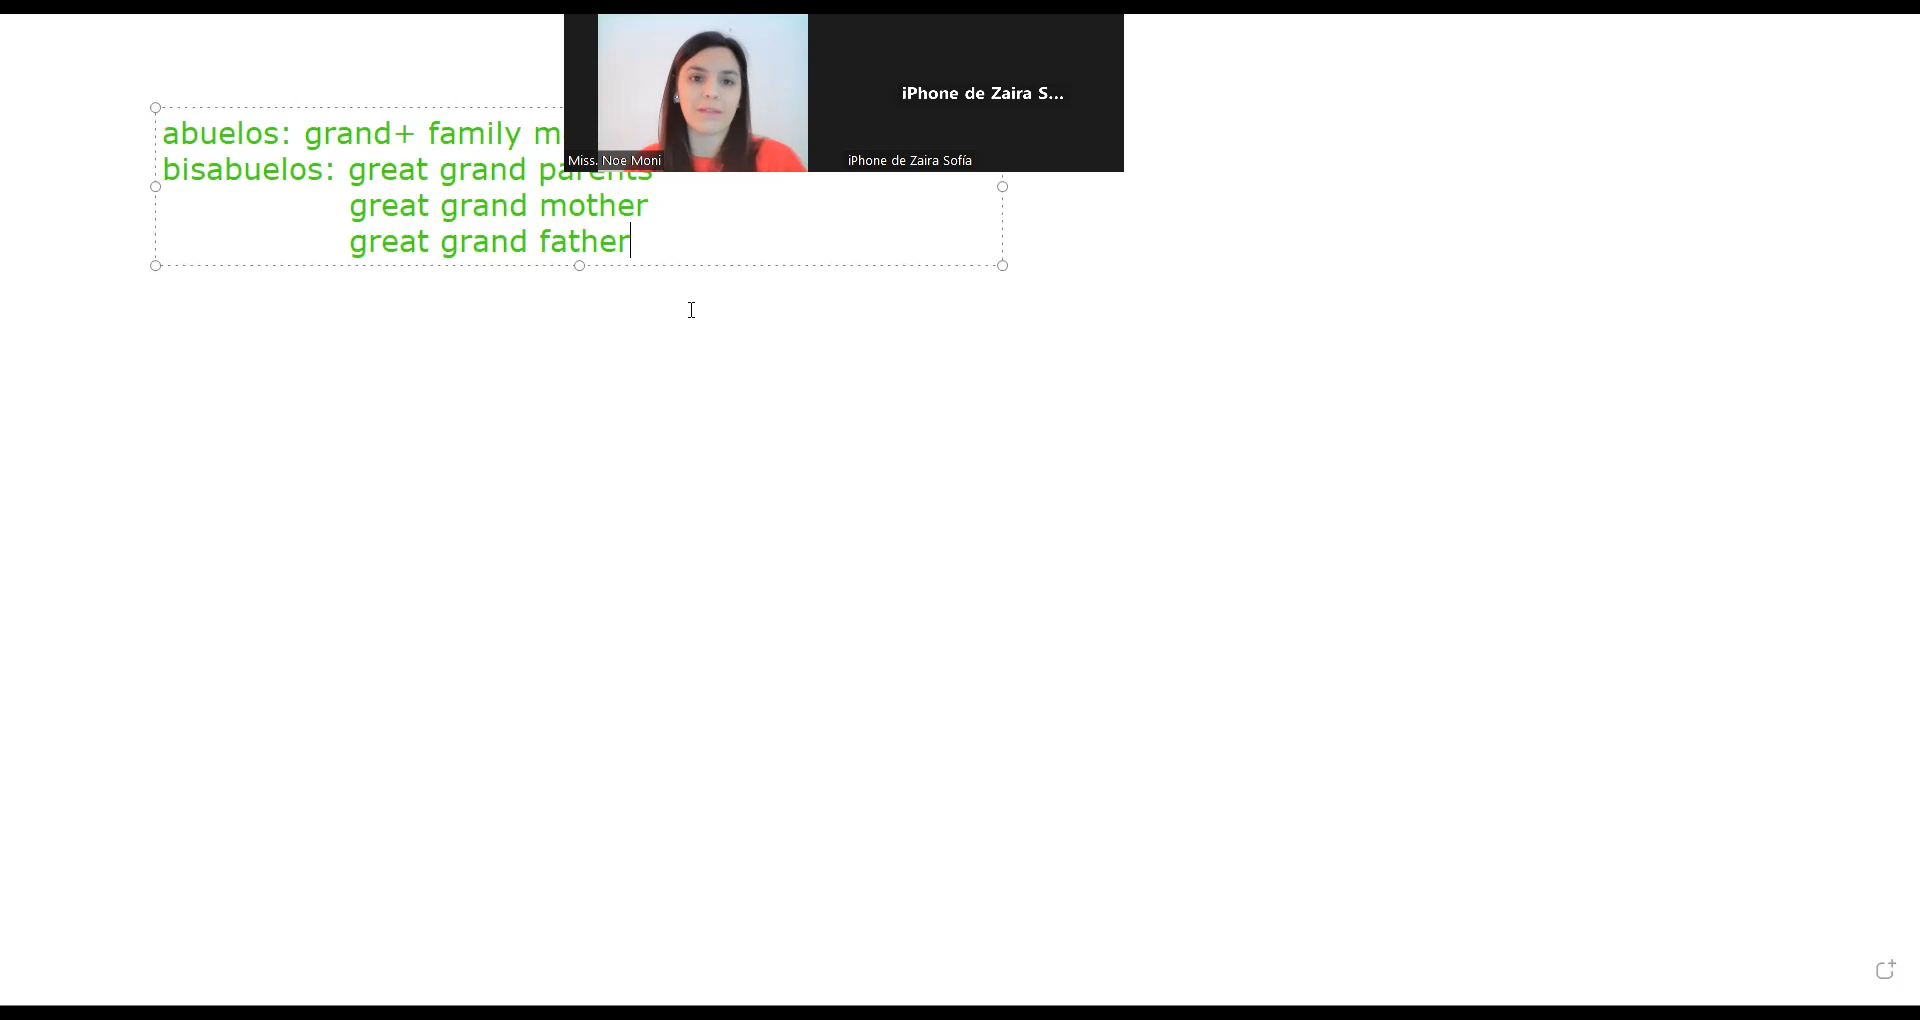 iPhone de Zaira S...
abuelos: grand+ family
Miss. Noe Moni
iPhone de Zaira Sofía
bisabuelos: great grand parents
great grand mother
great grand father